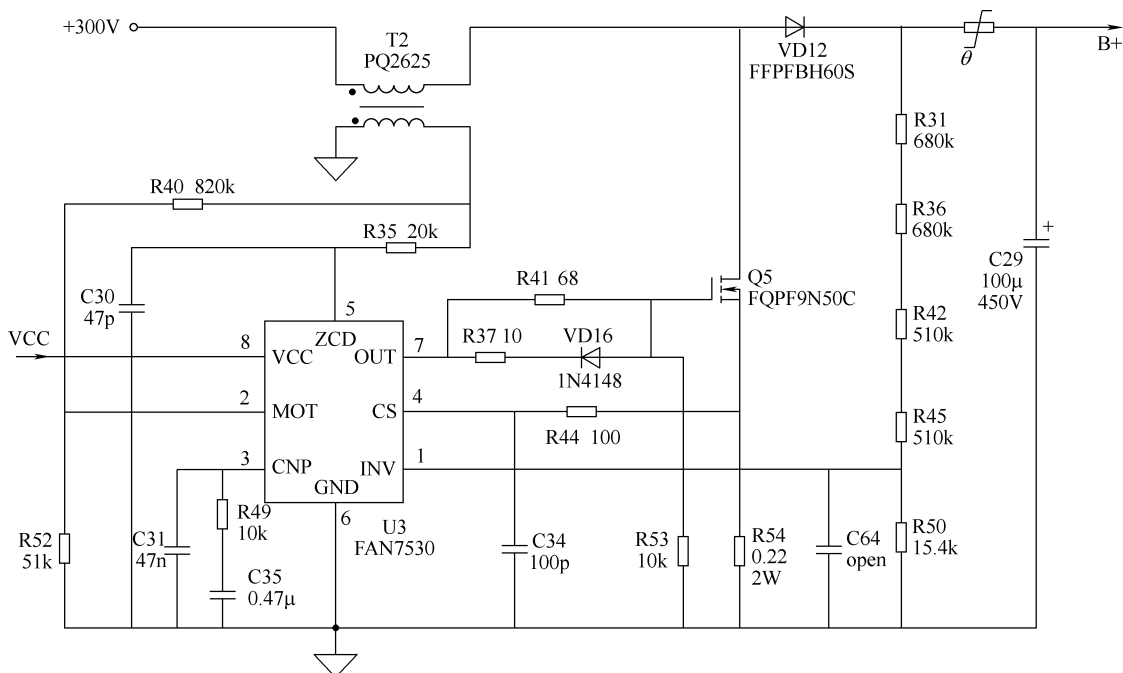 +300V
T2
PQ2625
VD12
FFPFBH60S
θ
B+
R31
680k
R40 820k
R36
680k
R35 20k
C30
47p
R41 68
Q5
FQPF9N50C
C29
+
100μ
450V
VCC
8
5
ZCD
VCC
OUT
7
R37 10
VD16
1N4148
R42
510k
2
MOT
CS
4
R44 100
R45
510k
3
CNP
INV
1
GND
6
U3
FAN7530
R52
51k
C31
47n
R49
10k
C35
0.47μ
C34
100p
R53
10k
R54
0.22
2W
C64
open
R50
15.4k